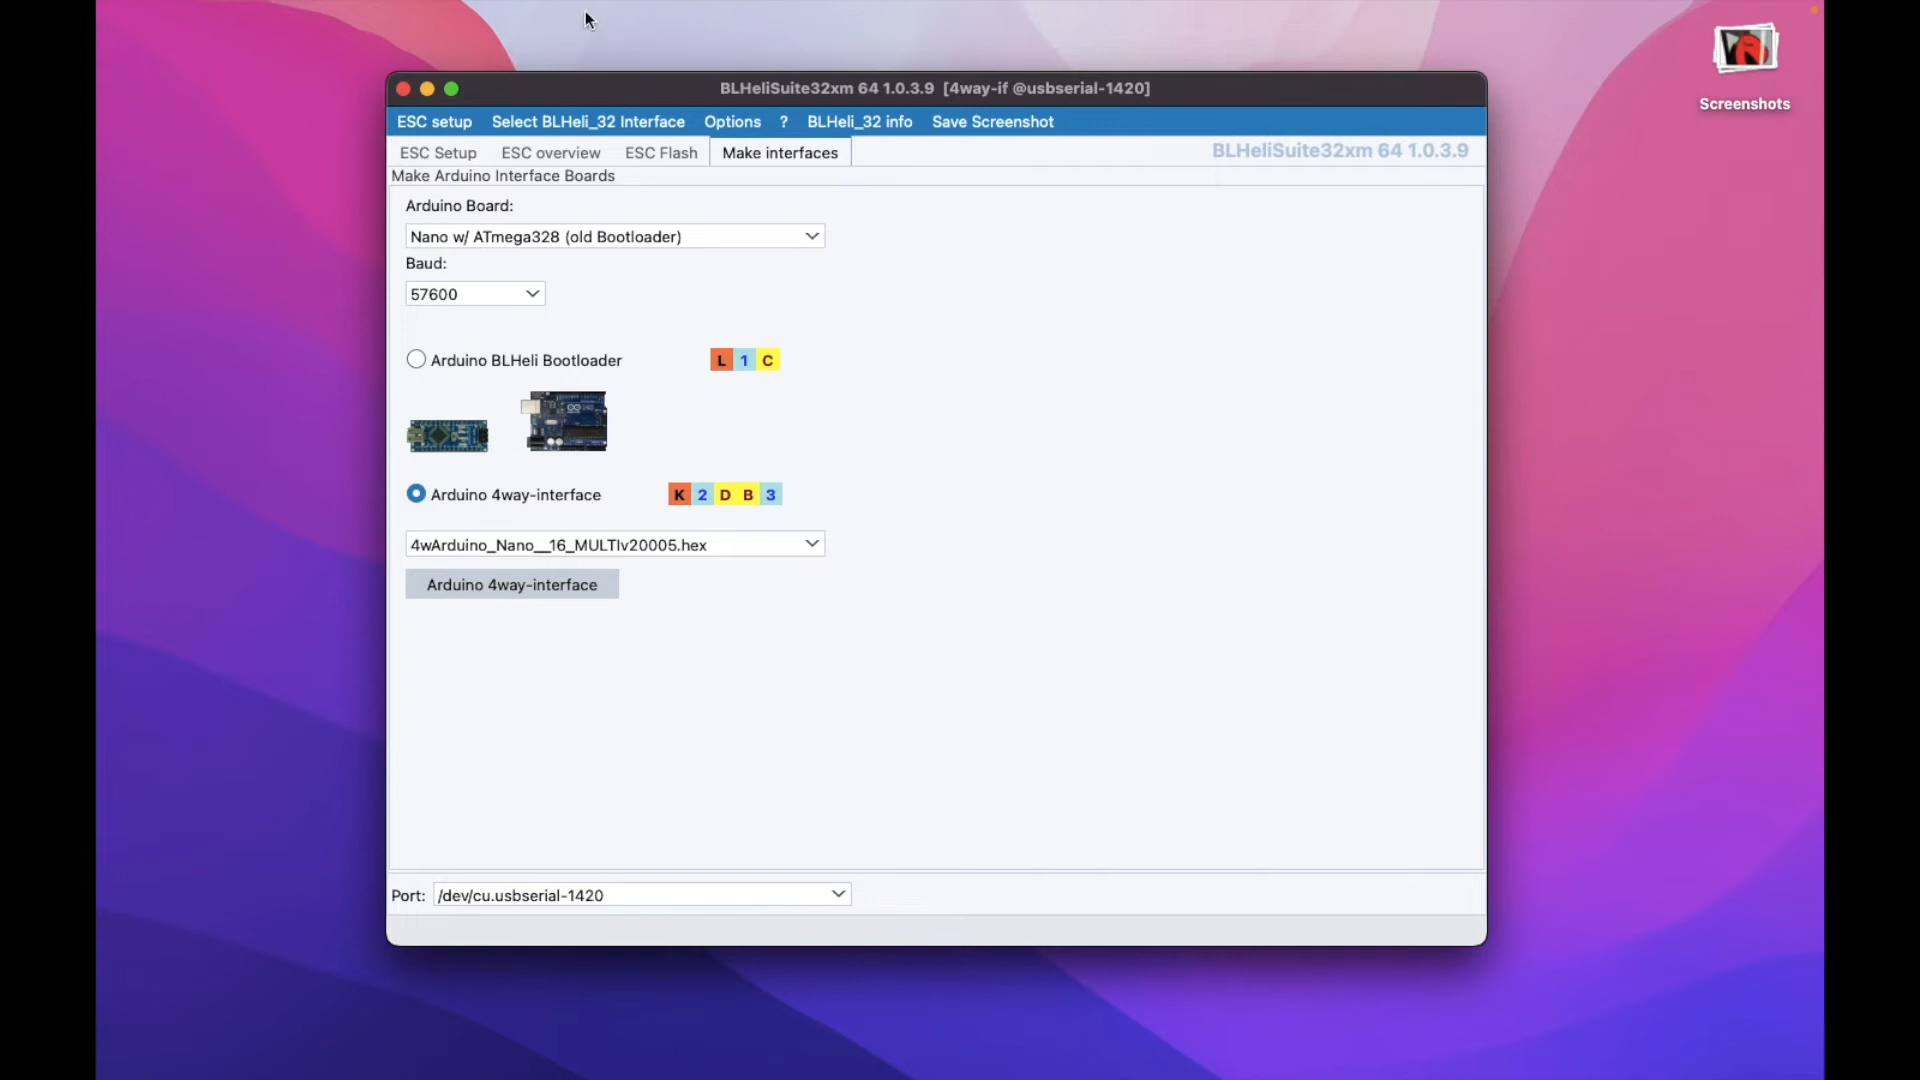 BLHeliSuite32xm 64 1.0.3.9 [4way-if @usbserial-1420]
ESC setup Select BLHeli_32 Interface Options ? BLHeli_32 info Save Screenshot
ESC Setup ESC overview ESC Flash Make interfaces BLHeliSuite32xm 64 1.0.3.9
Make Arduino Interface Boards
Arduino Board:
Nano w/ ATmega328 (old Bootloader)
Baud:
57600
Arduino BLHeli Bootloader L 1 C
Arduino 4way-interface K 2 D B 3
4wArduino_Nano__16_MULTIv20005.hex
Arduino 4way-interface
Port: /dev/cu.usbserial-1420
Screenshots